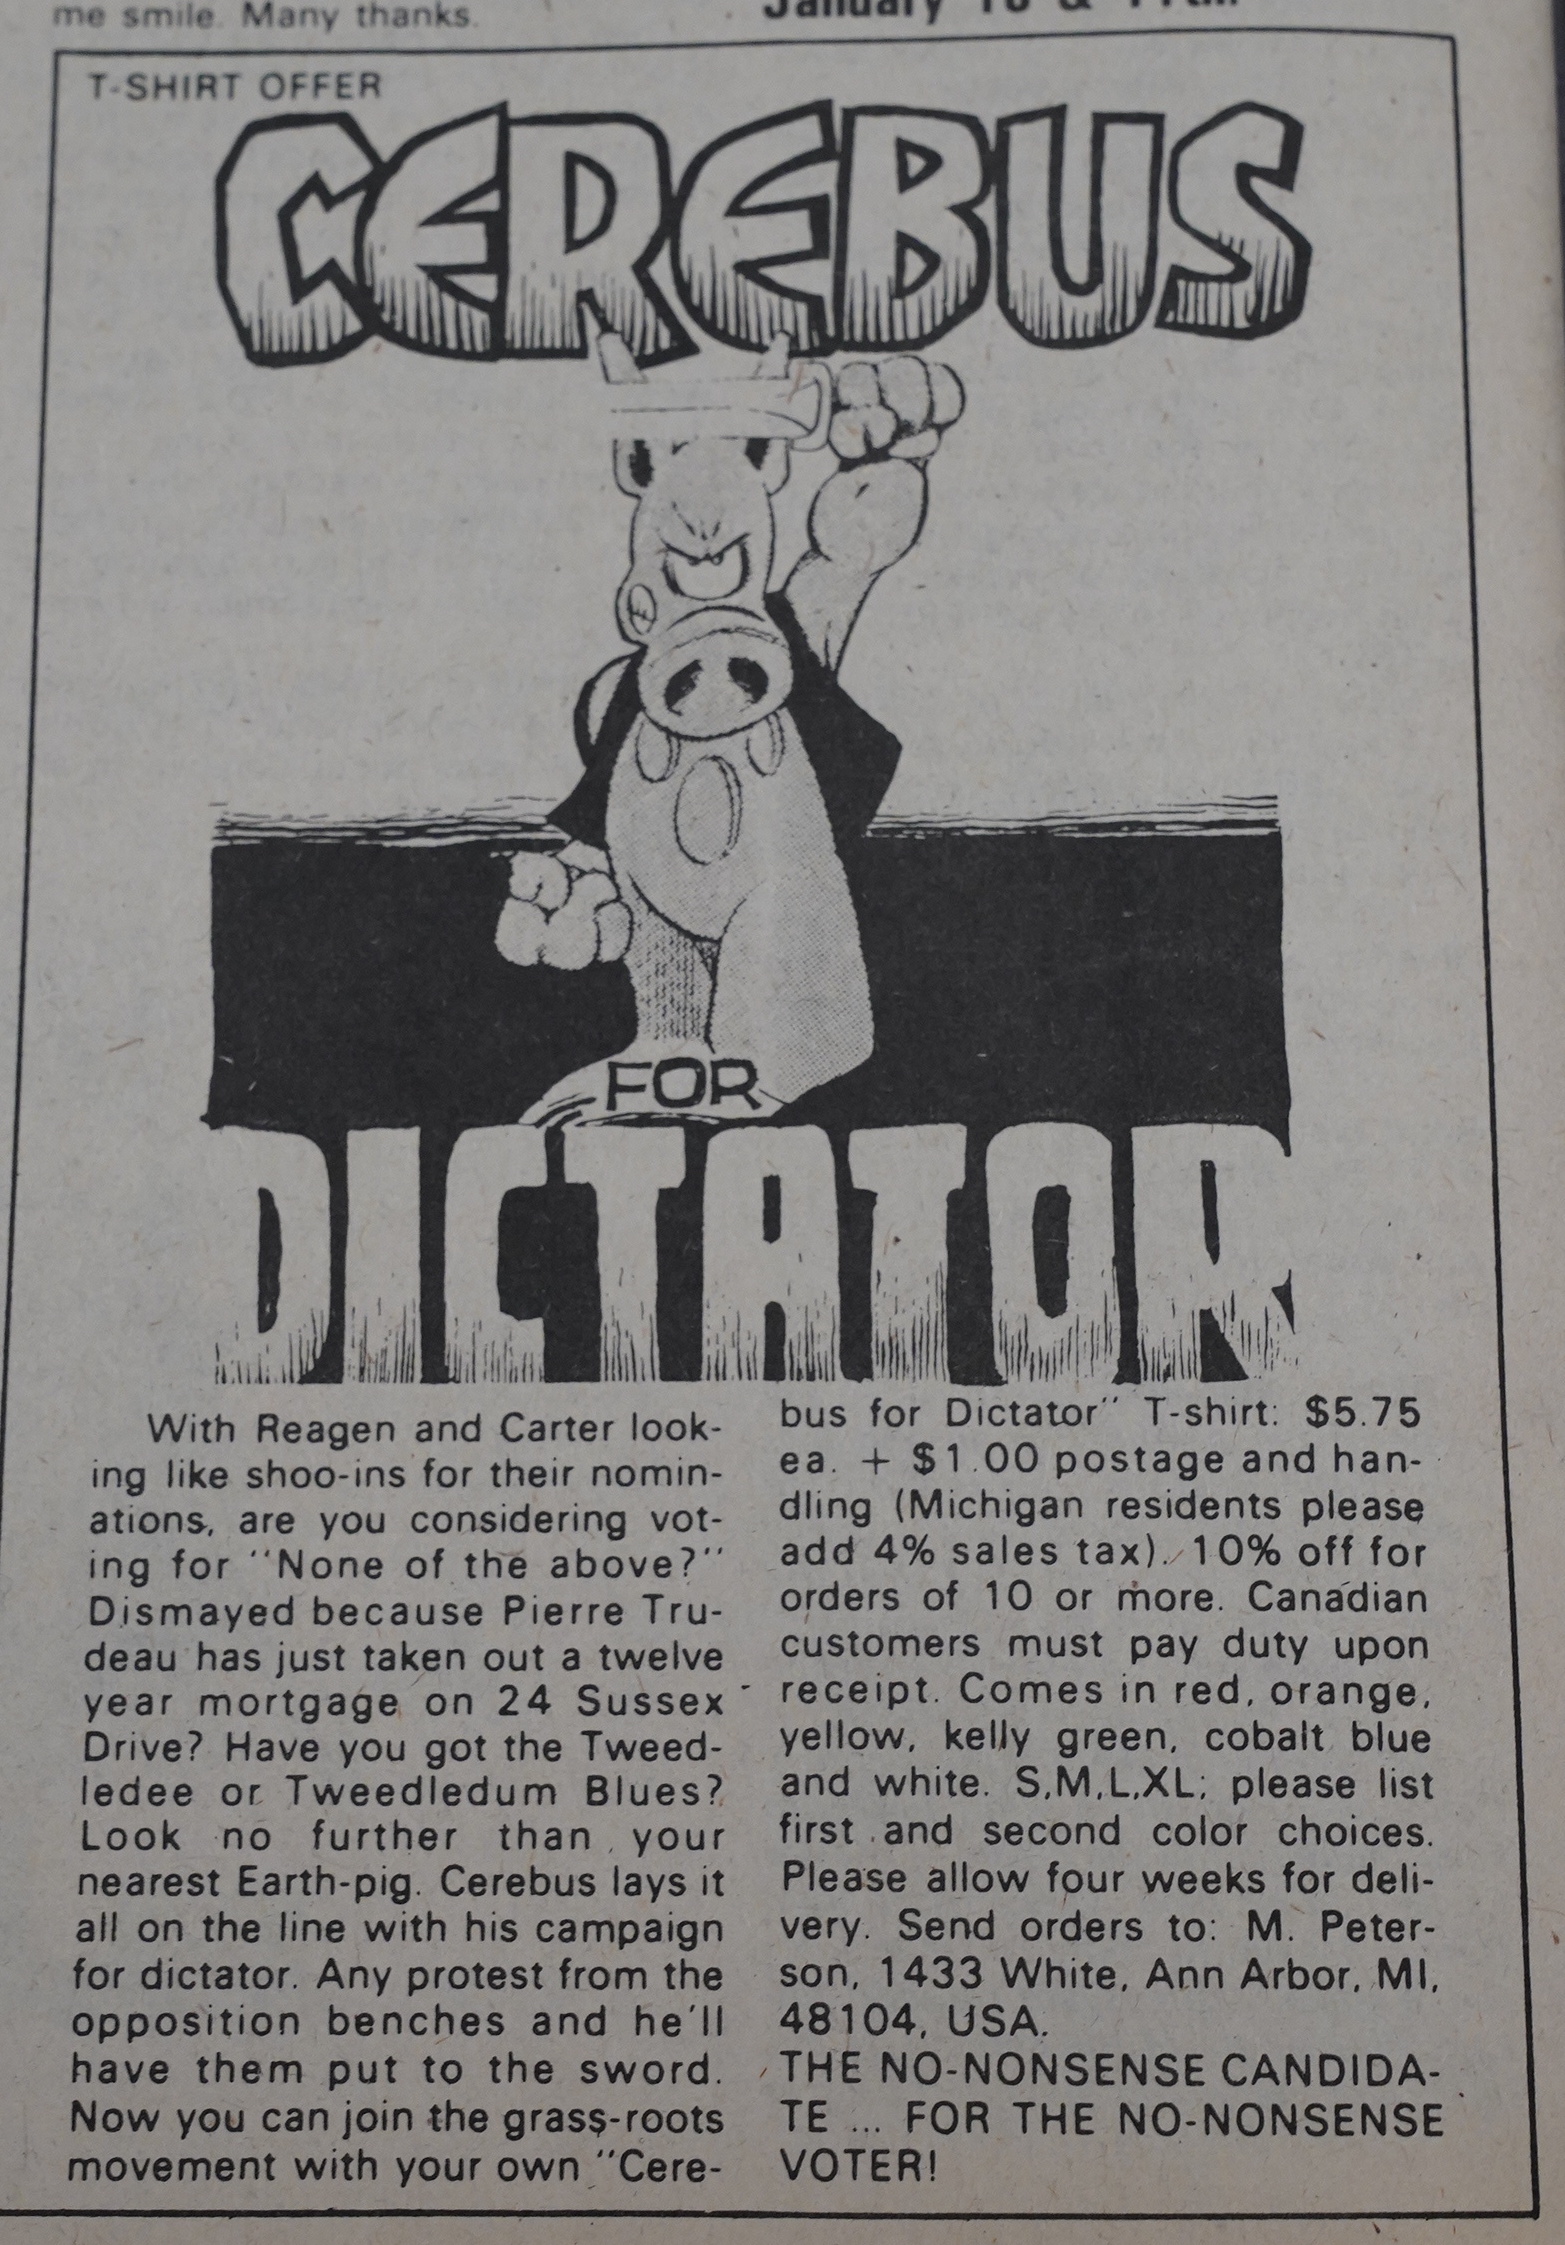 me smile. Many thanks.
January
T-SHIRT OFFER
CEREBUS
FOR
DICTATOR
With Reagen and Carter look-
ing like shoo-ins for their nomin-
ations, are you considering vot-
ing for "None of the above?"
Dismayed because Pierre Tru-
deau has just taken out a twelve
year mortgage on 24 Sussex
Drive? Have you got the Tweed-
ledee or Tweedledum Blues?
Look no further than your
nearest Earth-pig. Cerebus lays it
all on the line with his campaign
for dictator. Any protest from the
opposition benches and he'll
have them put to the sword.
Now you can join the grass-roots
movement with your own "Cere-
bus for Dictator" T-shirt: $5.75
ea. + $1.00 postage and han-
dling (Michigan residents please
add 4% sales tax). 10% off for
orders of 10 or more. Canadian
customers must pay duty upon
receipt. Comes in red, orange,
yellow, kelly green, cobalt blue
and white. S,M,L,XL; please list
first and second color choices.
Please allow four weeks for deli-
very. Send orders to: M. Peter-
son, 1433 White, Ann Arbor, MI,
48104, USA.
THE NO-NONSENSE CANDIDA-
TE ... FOR THE NO-NONSENSE
VOTER!